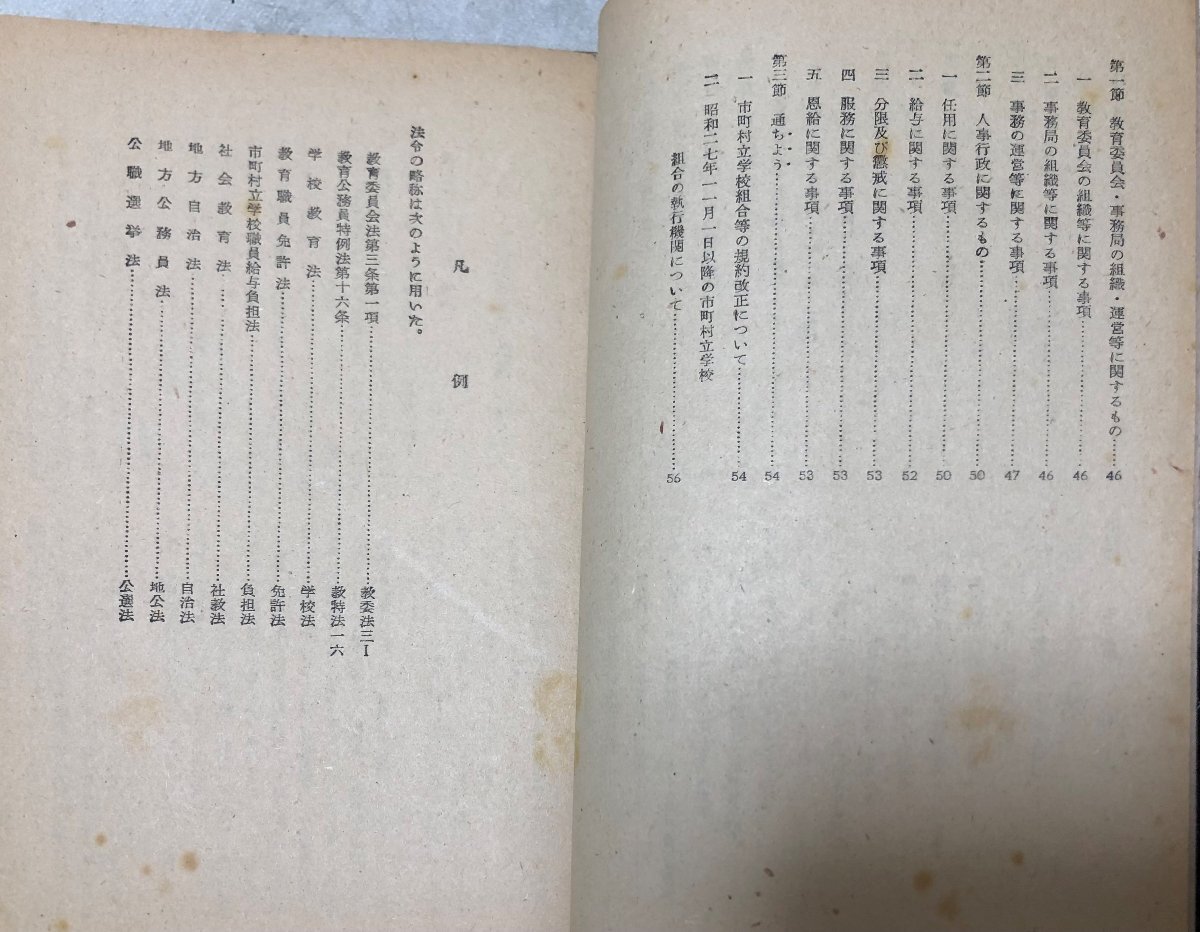 第一節 教育委員会・事務局の組織・運営等に関するもの……46
一 教育委員会の組織等に関する事項……46
二 事務局の組織等に関する事項……46
三 事務の運営等に関する事項……47
第二節 人事行政に関するもの……50
一 任用に関する事項……50
二 給与に関する事項……52
三 分限及び懲戒に関する事項……53
四 服務に関する事項……53
五 恩給に関する事項……53
第三節 通ちよう……54
一 市町村立学校組合等の規約改正について……54
二 昭和二七年一一月一日以降の市町村立学校
組合の執行機関について……56
凡 例
法令の略称は次のように用いた。
教育委員会法第三条第一項……教委法三Ⅰ
教育公務員特例法第十六条……教特法一六
学校教育法……学校法
教育職員免許法……免許法
市町村立学校職員給与負担法……負担法
社会教育法……社教法
地方自治法……自治法
地方公務員法……地公法
公職選挙法……公選法